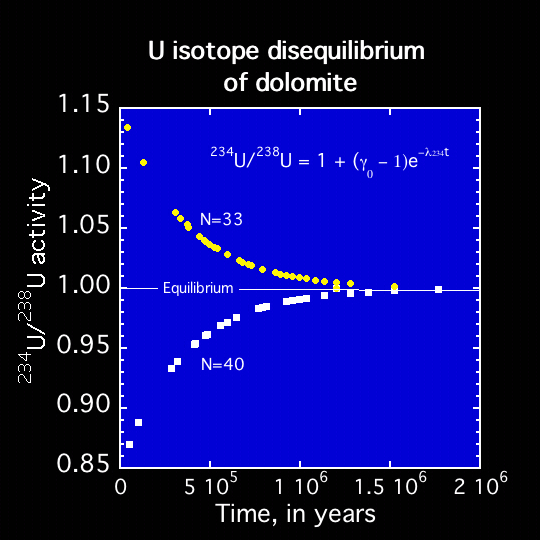 U isotope disequilibrium
of dolomite
1.15
1.10
1.05
1.00
0.95
0.90
0.85
²³⁴U/²³⁸U activity
²³⁴U/²³⁸U = 1 + (γ₀ − 1)e^−λ₂₃₄t
N=33
Equilibrium
N=40
0
5 10⁵
1 10⁶
1.5 10⁶
2 10⁶
Time, in years